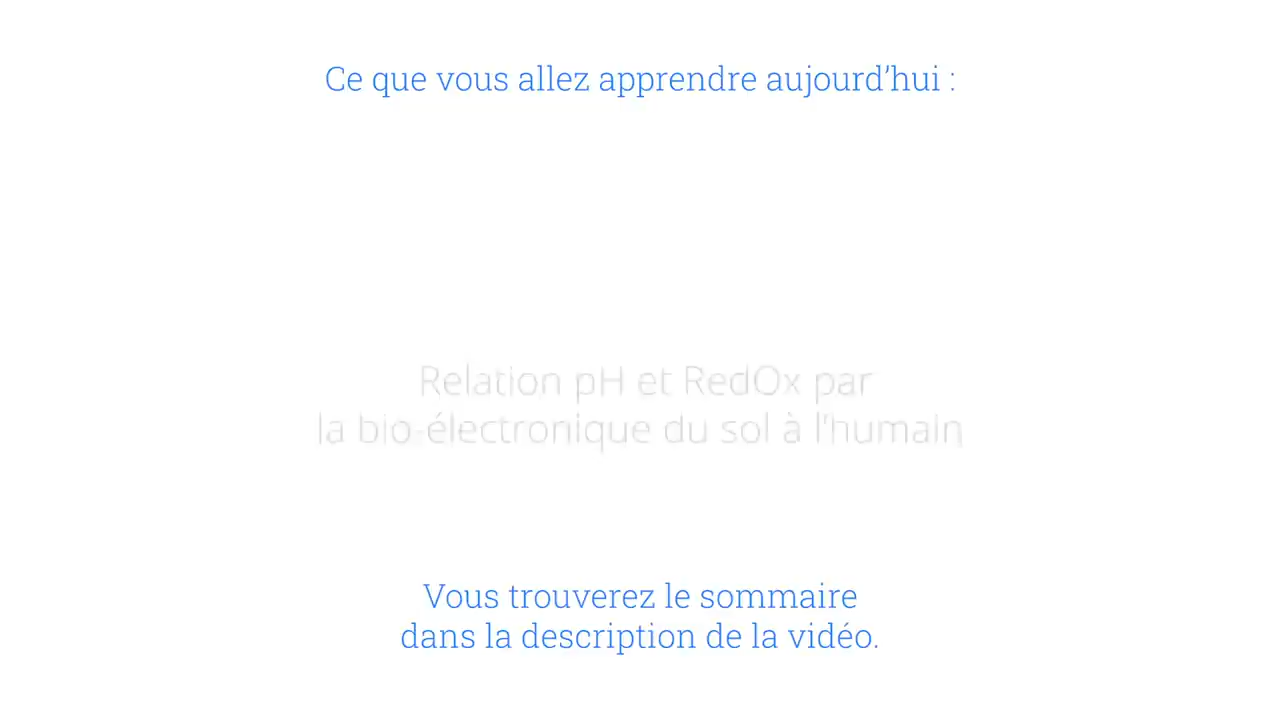 Ce que vous allez apprendre aujourd’hui :
Relation pH et RedOx par
la bio-électronique du sol à l'humain
Vous trouverez le sommaire
dans la description de la vidéo.